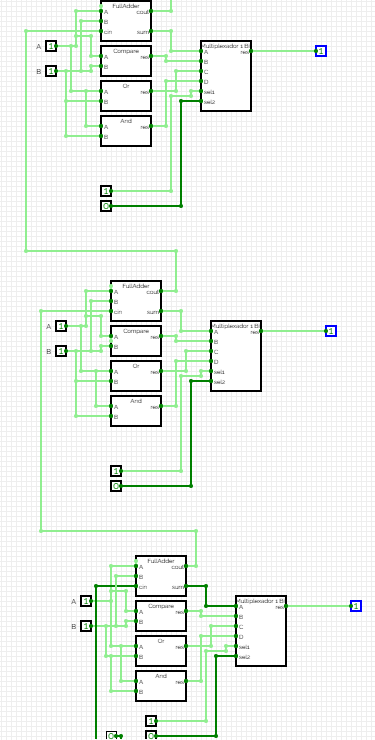 FullAdder
A
cout
B
cin
sum
A
1
Compare
A
res
B
B
1
Or
A
res
B
And
A
res
B
Multiplexador 1 Bi
A
res
B
C
D
sel1
sel2
1
1
0
FullAdder
A
cout
B
cin
sum
A
1
Compare
A
res
B
B
1
Or
A
res
B
And
A
res
B
Multiplexador 1 Bi
A
res
B
C
D
sel1
sel2
1
1
0
FullAdder
A
cout
B
cin
sum
A
1
Compare
A
res
B
B
1
Or
A
res
B
And
A
res
B
Multiplexador 1 Bi
A
res
B
C
D
sel1
sel2
1
1
0
0